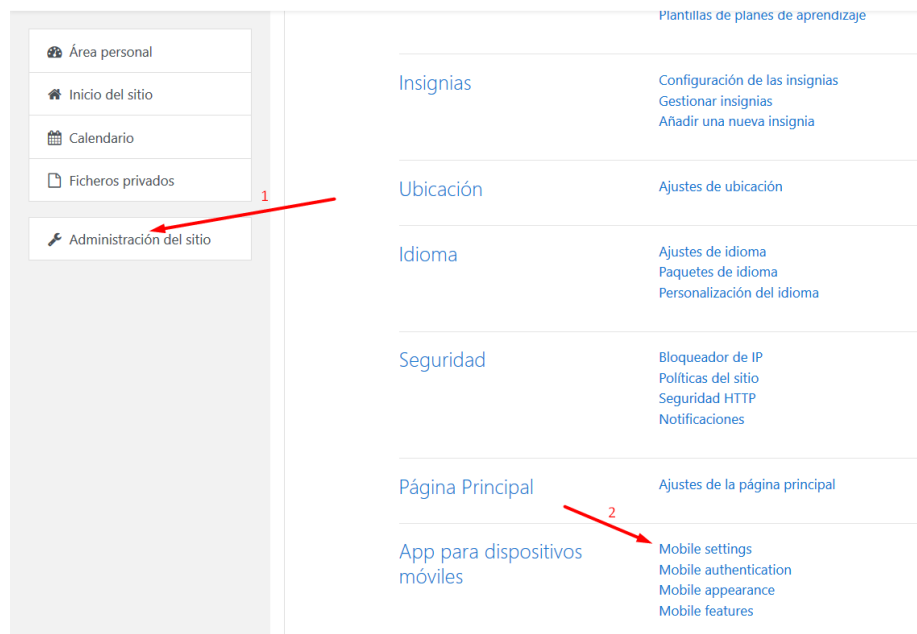 Plantillas de planes de aprendizaje
Área personal
Inicio del sitio
Calendario
Ficheros privados
1
Administración del sitio
Insignias
Configuración de las insignias
Gestionar insignias
Añadir una nueva insignia
Ubicación
Ajustes de ubicación
Idioma
Ajustes de idioma
Paquetes de idioma
Personalización del idioma
Seguridad
Bloqueador de IP
Políticas del sitio
Seguridad HTTP
Notificaciones
Página Principal
Ajustes de la página principal
2
App para dispositivos
móviles
Mobile settings
Mobile authentication
Mobile appearance
Mobile features